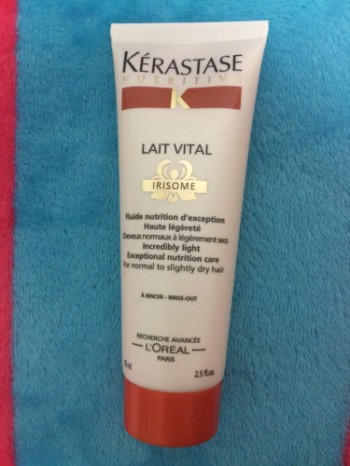 KÉRASTASE
NUTRITIVE
K
LAIT VITAL
IRISOME
Fluide nutrition d'exception
Haute légèreté
Cheveux normaux à légèrement secs
Incredibly light
Exceptional nutrition care
For normal to slightly dry hair
À RINCER - RINSE-OUT
RECHERCHE AVANCÉE
L'ORÉAL
PARIS
ml 2.5 fl.oz.